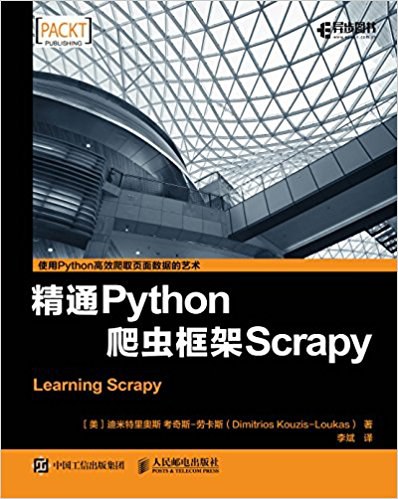 [PACKT]
PUBLISHING
异步图书
www.epubit.com.cn
使用Python高效爬取页面数据的艺术
精通Python
爬虫框架Scrapy
Learning Scrapy
[美] 迪米特里奥斯 考奇斯-劳卡斯（Dimitrios Kouzis-Loukas） 著
李斌 译
中国工信出版集团
人民邮电出版社
POSTS & TELECOM PRESS